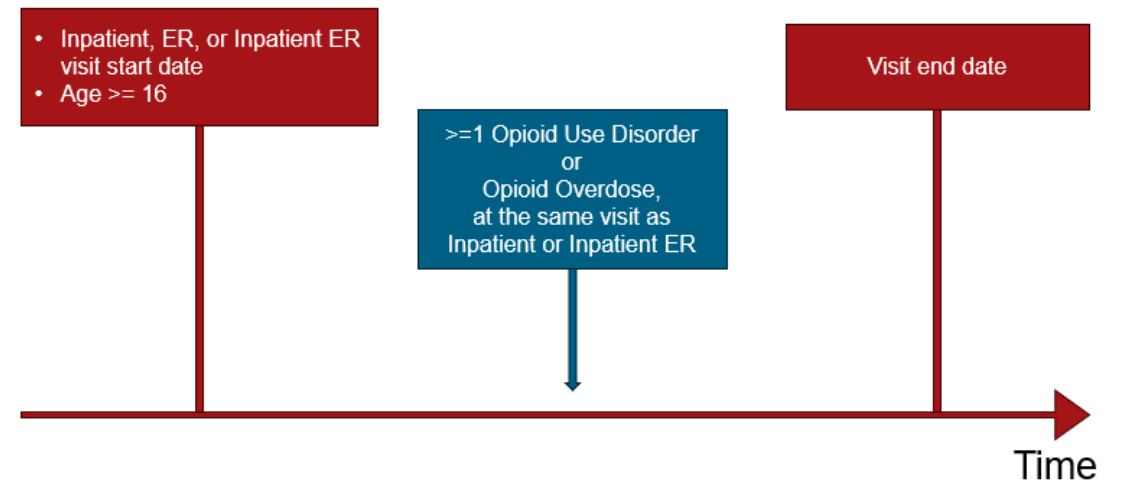 • Inpatient, ER, or Inpatient ER
visit start date
• Age >= 16
Visit end date
>=1 Opioid Use Disorder
or
Opioid Overdose,
at the same visit as
Inpatient or Inpatient ER
Time